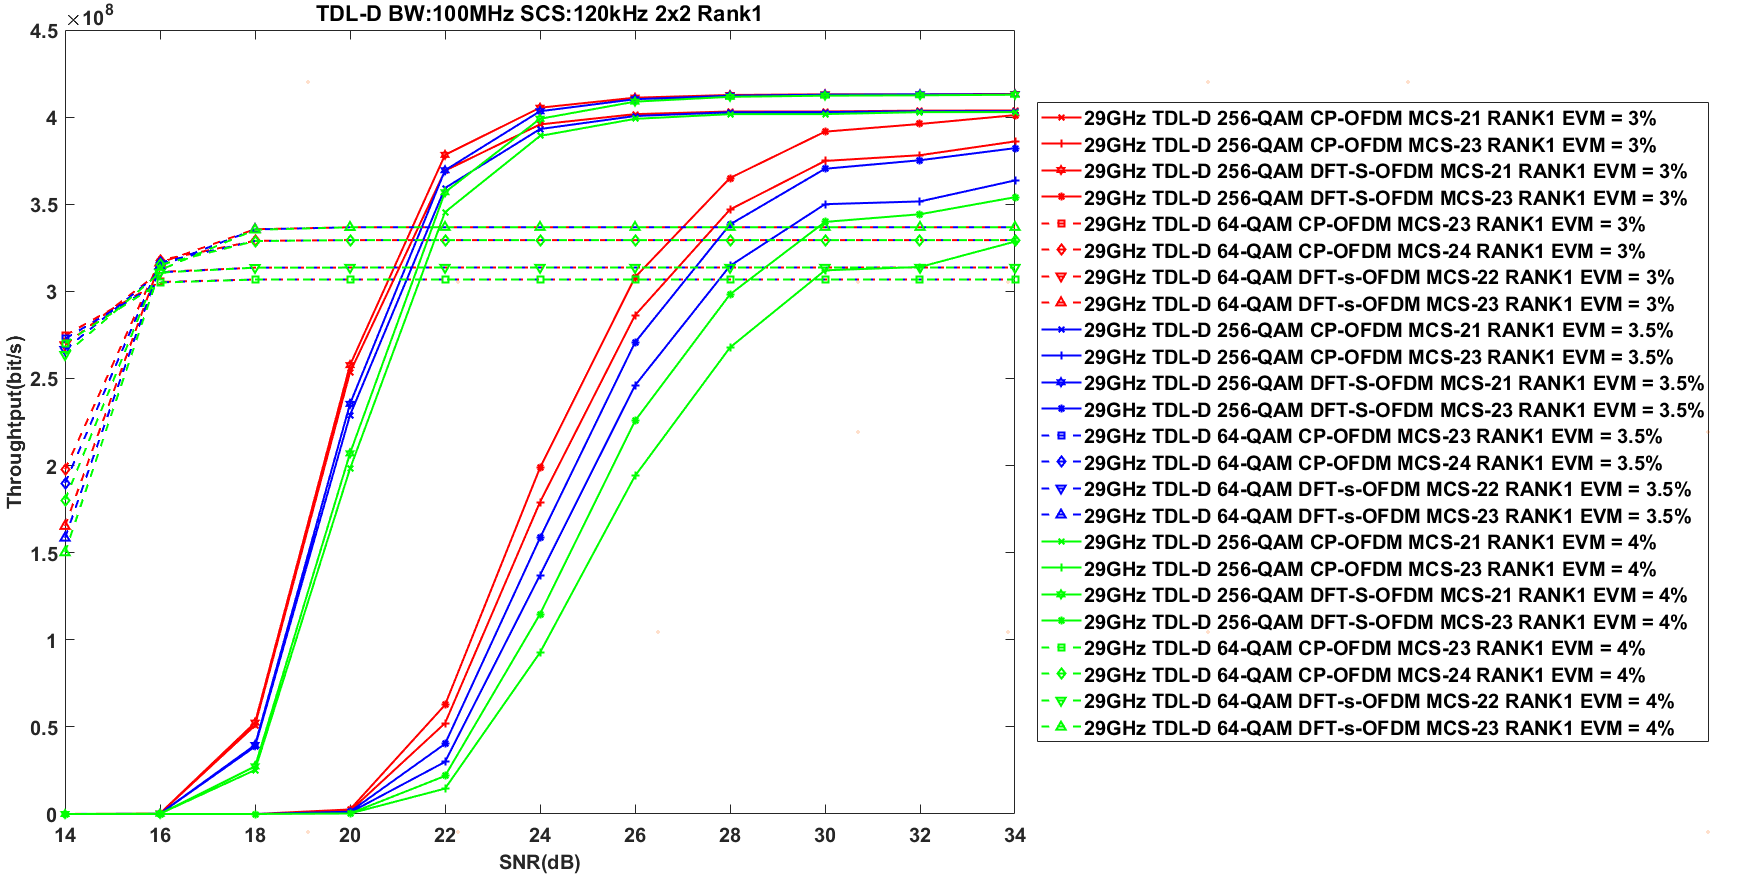 TDL-D BW:100MHz SCS:120kHz 2x2 Rank1
×10⁸
4.5
4
3.5
3
2.5
2
1.5
1
0.5
0
Throughtput(bit/s)
14 16 18 20 22 24 26 28 30 32 34
SNR(dB)
29GHz TDL-D 256-QAM CP-OFDM MCS-21 RANK1 EVM = 3%
29GHz TDL-D 256-QAM CP-OFDM MCS-23 RANK1 EVM = 3%
29GHz TDL-D 256-QAM DFT-S-OFDM MCS-21 RANK1 EVM = 3%
29GHz TDL-D 256-QAM DFT-S-OFDM MCS-23 RANK1 EVM = 3%
29GHz TDL-D 64-QAM CP-OFDM MCS-23 RANK1 EVM = 3%
29GHz TDL-D 64-QAM CP-OFDM MCS-24 RANK1 EVM = 3%
29GHz TDL-D 64-QAM DFT-s-OFDM MCS-22 RANK1 EVM = 3%
29GHz TDL-D 64-QAM DFT-s-OFDM MCS-23 RANK1 EVM = 3%
29GHz TDL-D 256-QAM CP-OFDM MCS-21 RANK1 EVM = 3.5%
29GHz TDL-D 256-QAM CP-OFDM MCS-23 RANK1 EVM = 3.5%
29GHz TDL-D 256-QAM DFT-S-OFDM MCS-21 RANK1 EVM = 3.5%
29GHz TDL-D 256-QAM DFT-S-OFDM MCS-23 RANK1 EVM = 3.5%
29GHz TDL-D 64-QAM CP-OFDM MCS-23 RANK1 EVM = 3.5%
29GHz TDL-D 64-QAM CP-OFDM MCS-24 RANK1 EVM = 3.5%
29GHz TDL-D 64-QAM DFT-s-OFDM MCS-22 RANK1 EVM = 3.5%
29GHz TDL-D 64-QAM DFT-s-OFDM MCS-23 RANK1 EVM = 3.5%
29GHz TDL-D 256-QAM CP-OFDM MCS-21 RANK1 EVM = 4%
29GHz TDL-D 256-QAM CP-OFDM MCS-23 RANK1 EVM = 4%
29GHz TDL-D 256-QAM DFT-S-OFDM MCS-21 RANK1 EVM = 4%
29GHz TDL-D 256-QAM DFT-S-OFDM MCS-23 RANK1 EVM = 4%
29GHz TDL-D 64-QAM CP-OFDM MCS-23 RANK1 EVM = 4%
29GHz TDL-D 64-QAM CP-OFDM MCS-24 RANK1 EVM = 4%
29GHz TDL-D 64-QAM DFT-s-OFDM MCS-22 RANK1 EVM = 4%
29GHz TDL-D 64-QAM DFT-s-OFDM MCS-23 RANK1 EVM = 4%